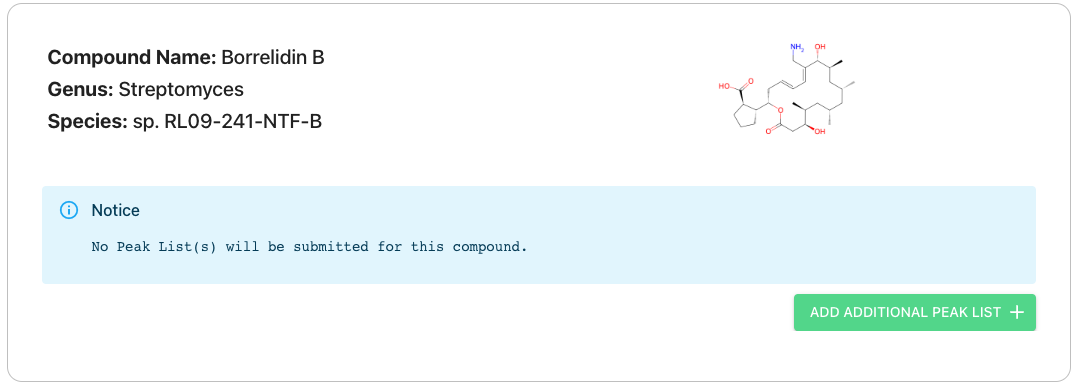 Compound Name: Borrelidin B
Genus: Streptomyces
Species: sp. RL09-241-NTF-B
NH2
OH
HO
O
O
O
OH
Notice
No Peak List(s) will be submitted for this compound.
ADD ADDITIONAL PEAK LIST +